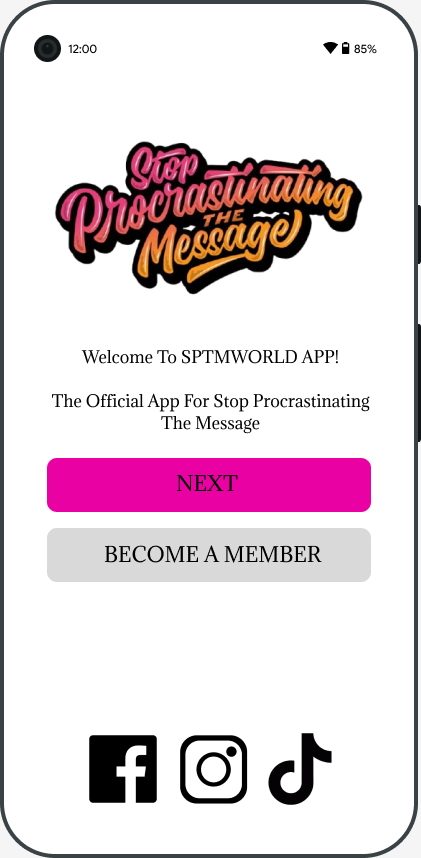 12:00 85%
Stop
Procrastinating
THE
Message
Welcome To SPTMWORLD APP!
The Official App For Stop Procrastinating
The Message
NEXT
BECOME A MEMBER